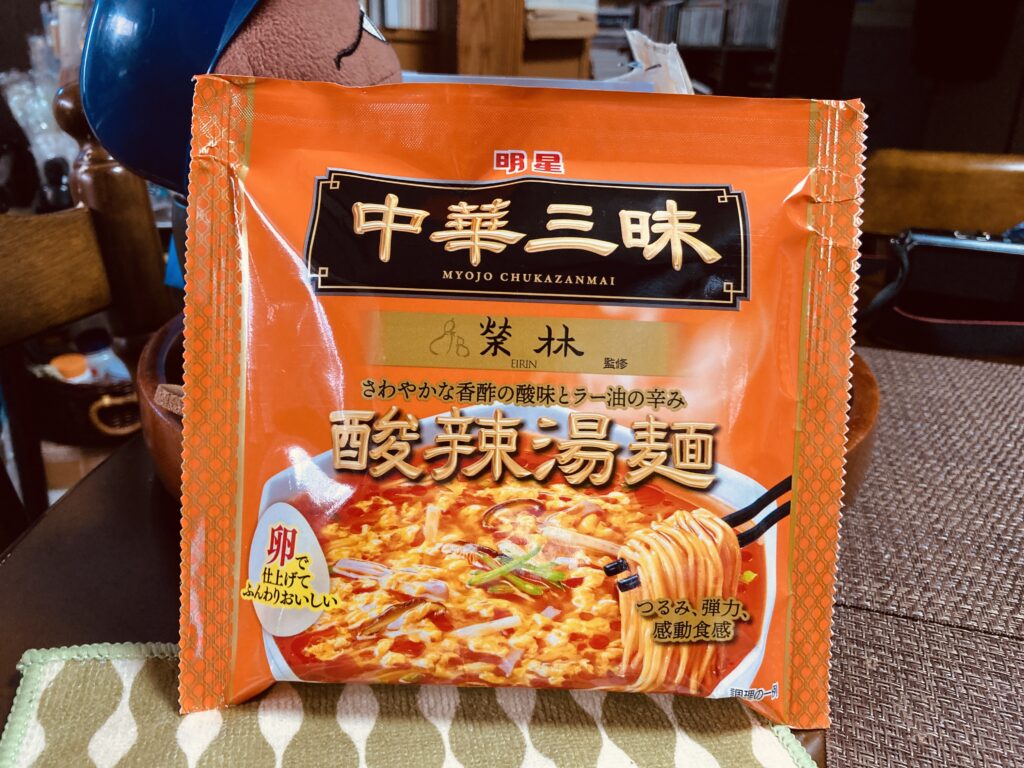 明星
中華三昧
MYOJO CHUKAZANMAI
榮林
EIRIN
監修
さわやかな香酢の酸味とラー油の辛み
酸辣湯麺
卵で
仕上げて
ふんわりおいしい
つるみ、弾力、
感動食感
調理の一例